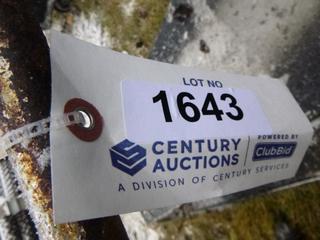 LOT NO
1643
CENTURY AUCTIONS
POWERED BY
ClubBid
A DIVISION OF CENTURY SERVICES